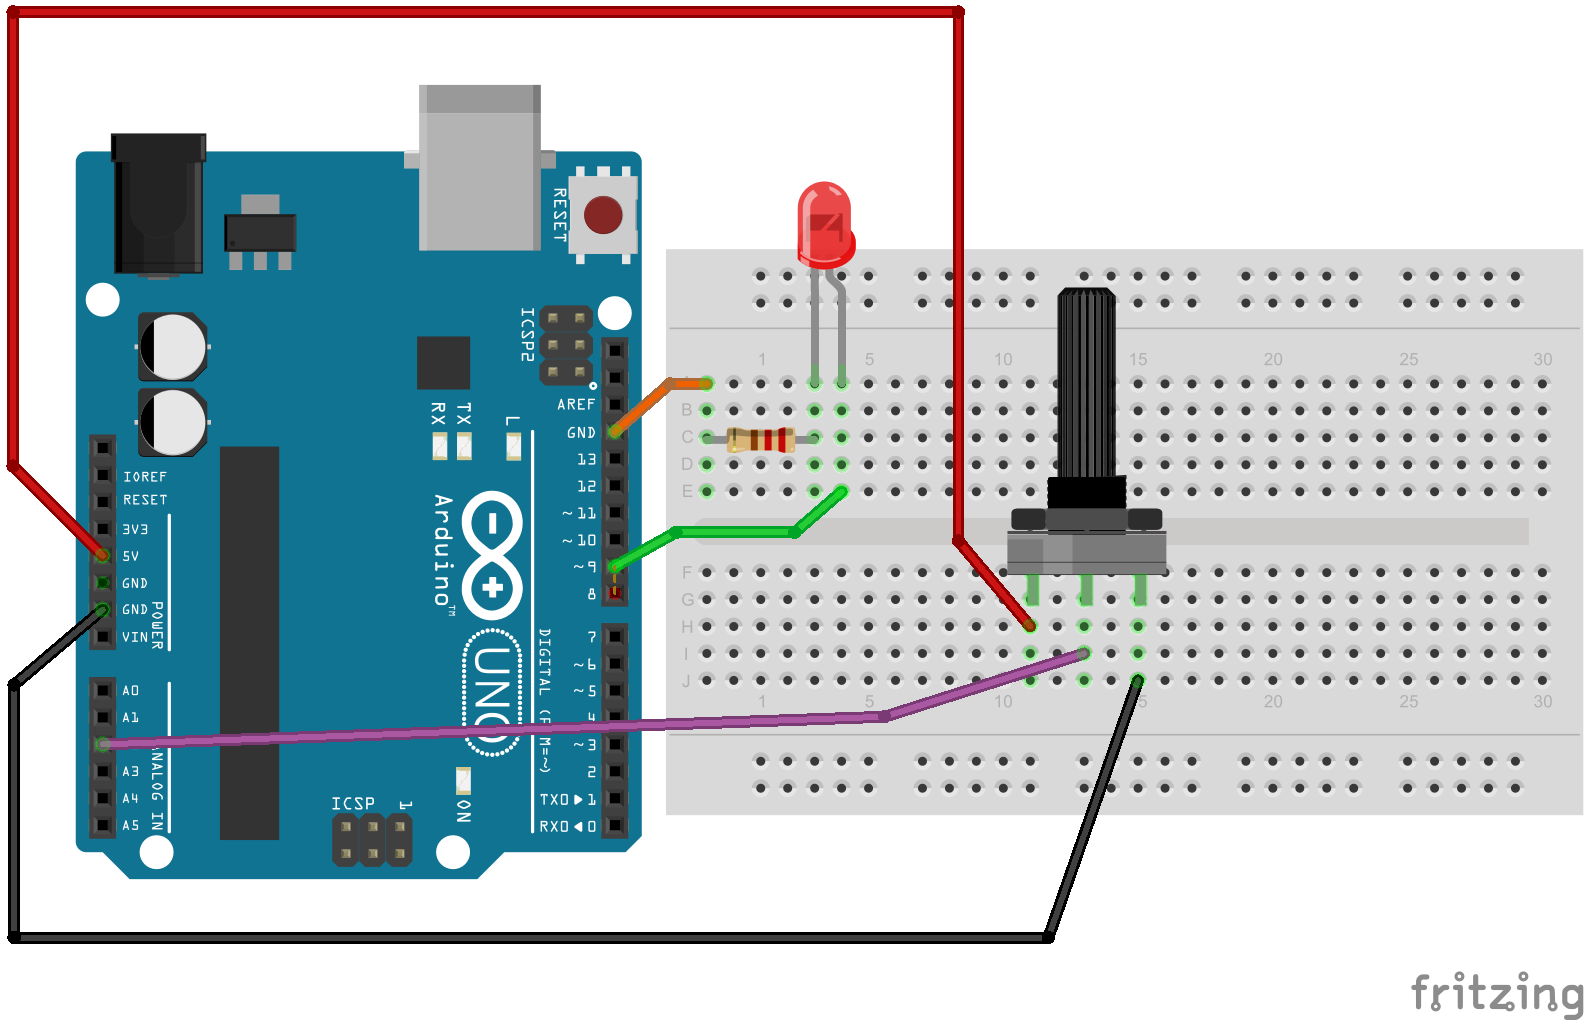 RESET
ICSP2
1 5 10 15 20 25 30
AREF
GND
RX TX L
13
B
IOREF
C
RESET
12
D
3V3
~11
E
5V
~10
Arduino™
GND
~9
F
GND
8
G
POWER
VIN
7
H
~6
I
A0
~5
J
A1
4
1 5 20 25 30
UNO
~3
DIGITAL (PWM=~)
A3
2
ANALOG IN
A4
TX0▶1
ICSP 1
ON
A5
RX0◀0
fritzing